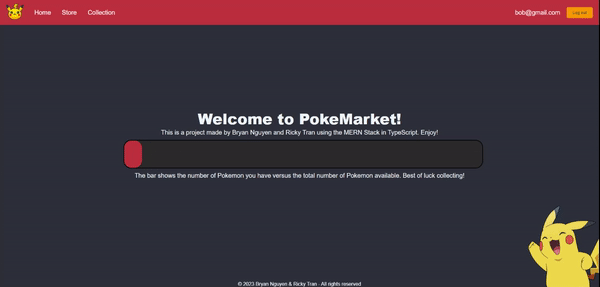 Home Store Collection bob@gmail.com Log out
Welcome to PokeMarket!
This is a project made by Bryan Nguyen and Ricky Tran using the MERN Stack in TypeScript. Enjoy!
The bar shows the number of Pokemon you have versus the total number of Pokemon available. Best of luck collecting!
© 2023 Bryan Nguyen & Ricky Tran - All rights reserved